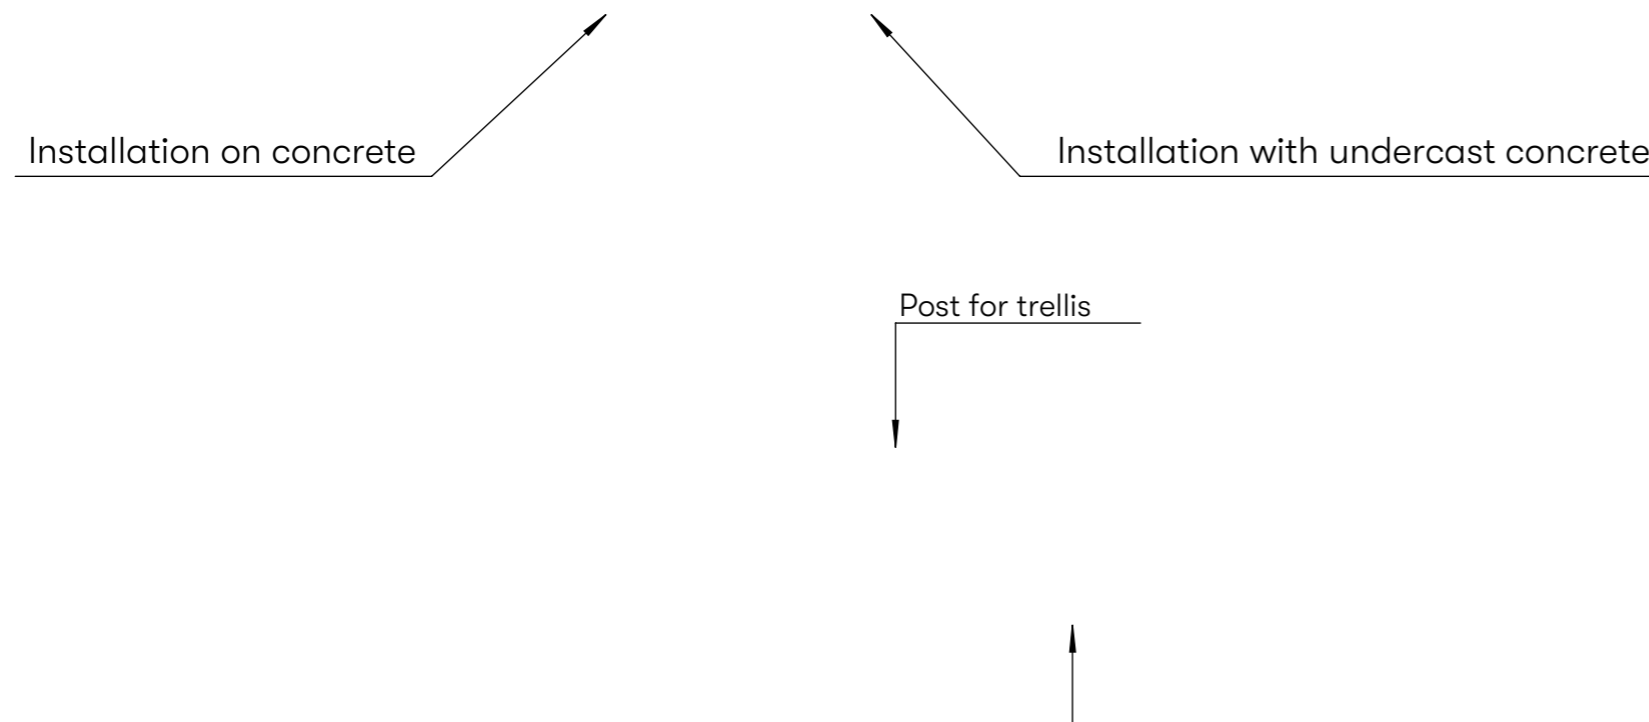 Installation on concrete
Installation with undercast concrete
Post for trellis